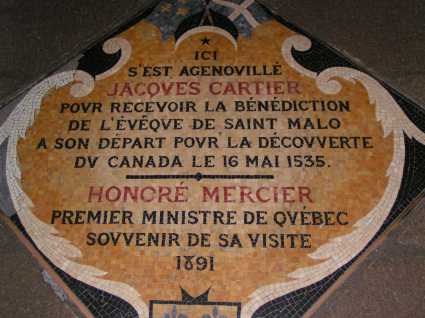 ICI
S'EST AGENOVILLÉ
JACQVES CARTIER
POVR RECEVOIR LA BÉNÉDICTION
DE L'ÉVÊQVE DE SAINT MALO
A SON DÉPART POVR LA DÉCOVVERTE
DV CANADA LE 16 MAI 1535.
HONORÉ MERCIER
PREMIER MINISTRE DE QVÉBEC
SOVVENIR DE SA VISITE
1891